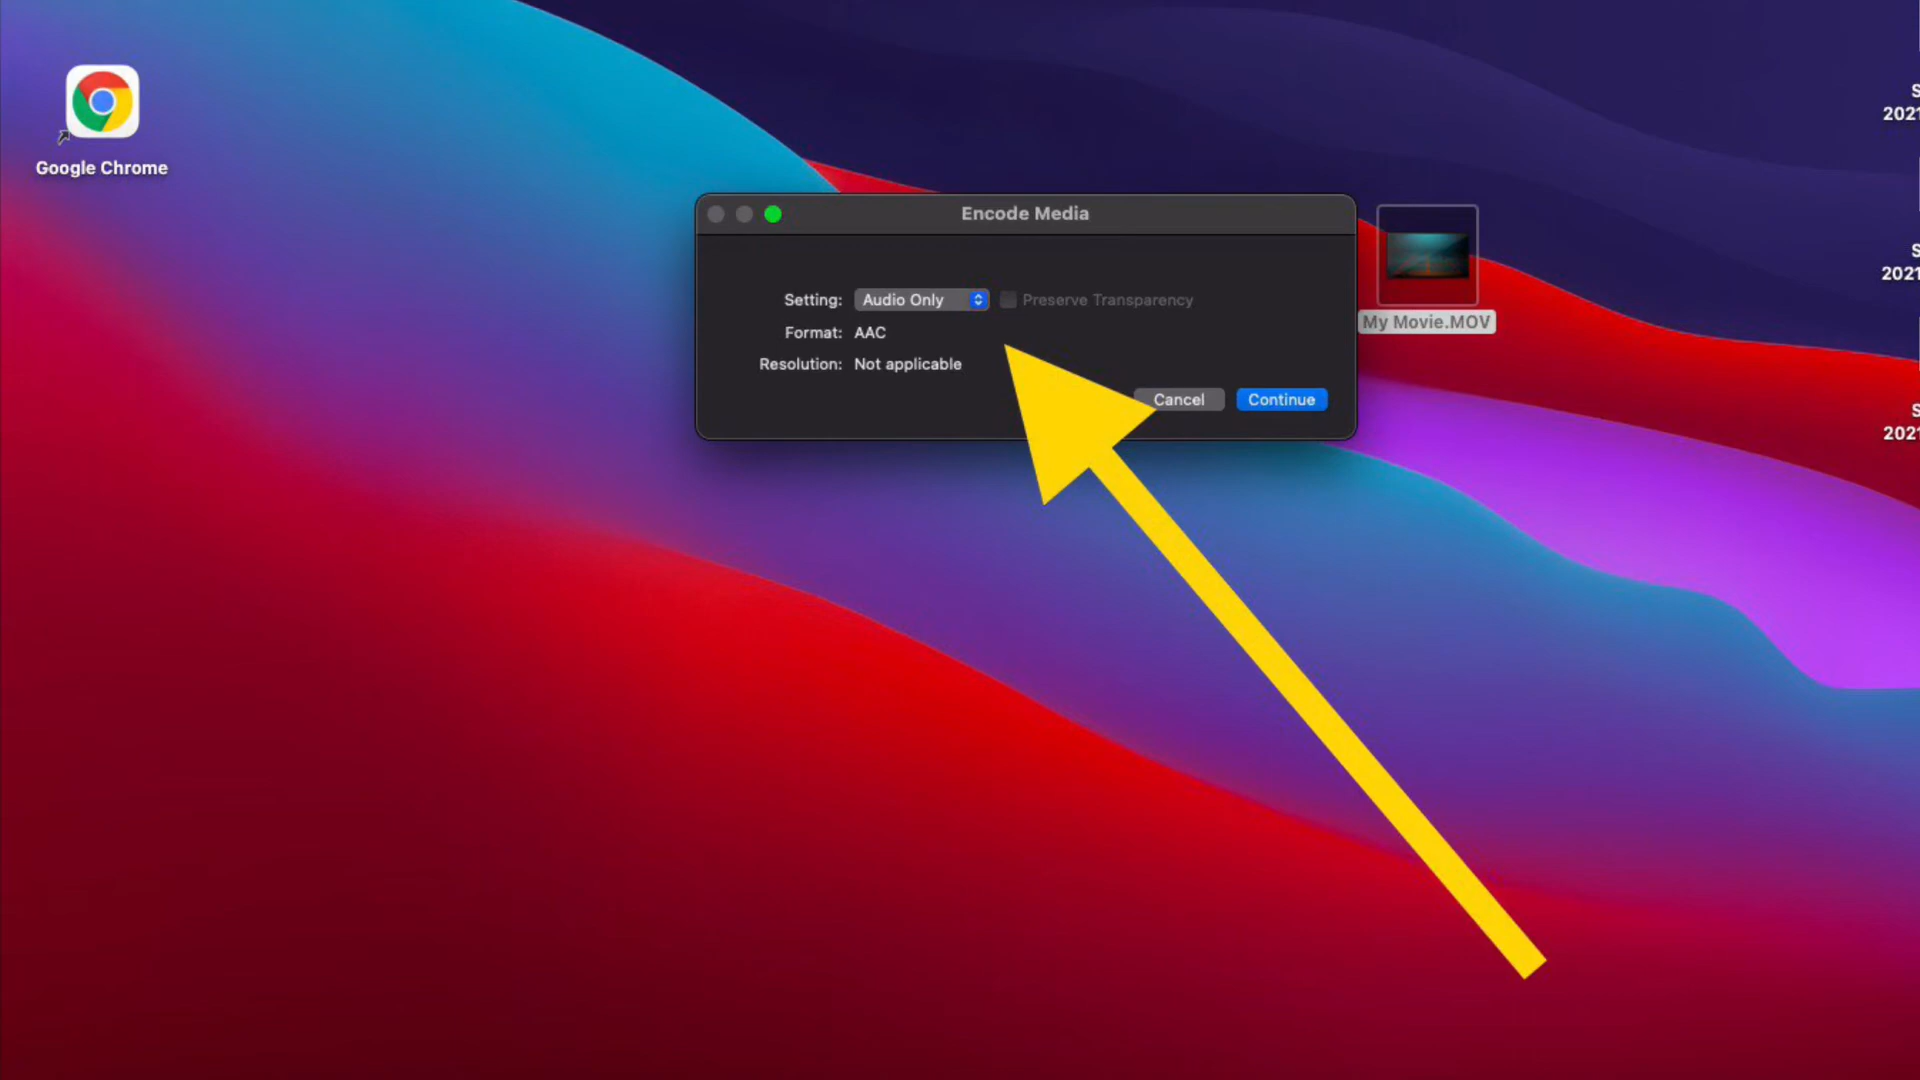 Google Chrome
Encode Media
Setting: Audio Only Preserve Transparency
Format: AAC
Resolution: Not applicable
Cancel Continue
My Movie.MOV
S
2021
S
2021
S
2021